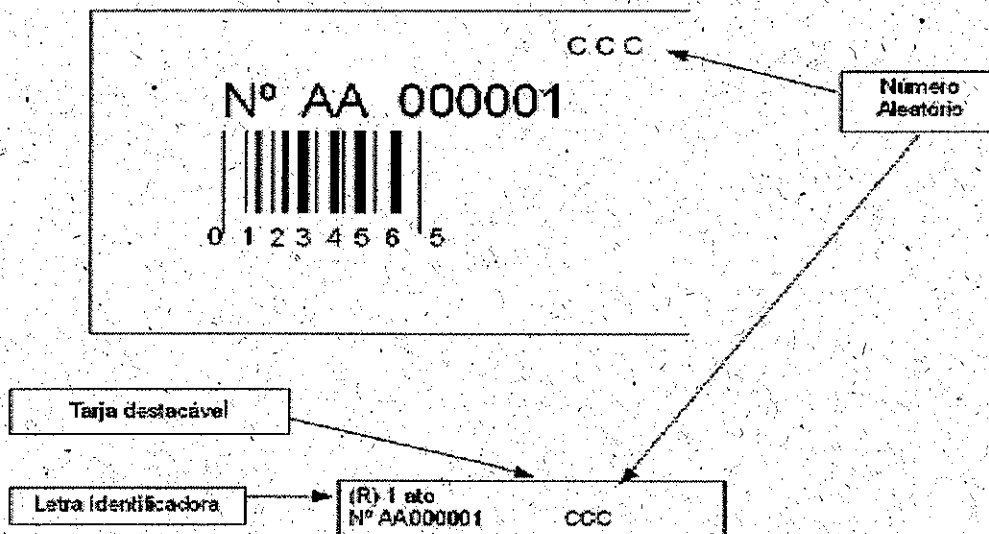 CCC
Nº AA 000001
0 1 2 3 4 5 6 5
Número
Aleatório
Tarja destacável
Letra Identificadora
(R) 1 ato
Nº AA000001 CCC